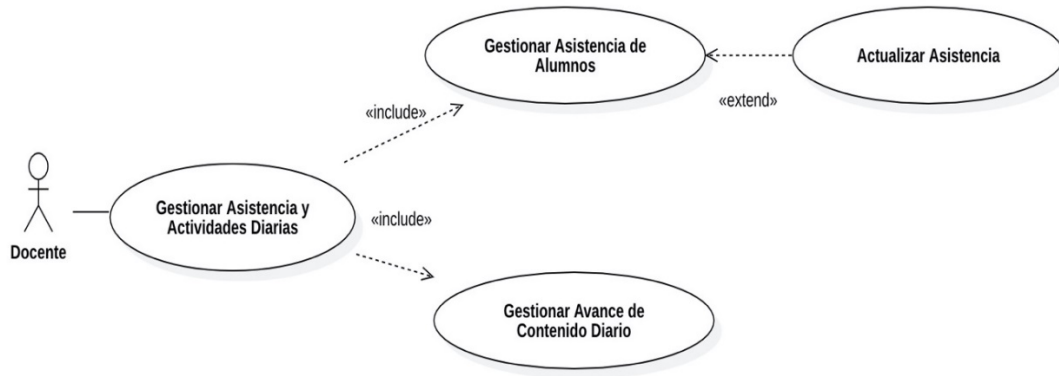 Gestionar Asistencia de
Alumnos
Actualizar Asistencia
«extend»
«include»
Gestionar Asistencia y
Actividades Diarias
«include»
Docente
Gestionar Avance de
Contenido Diario